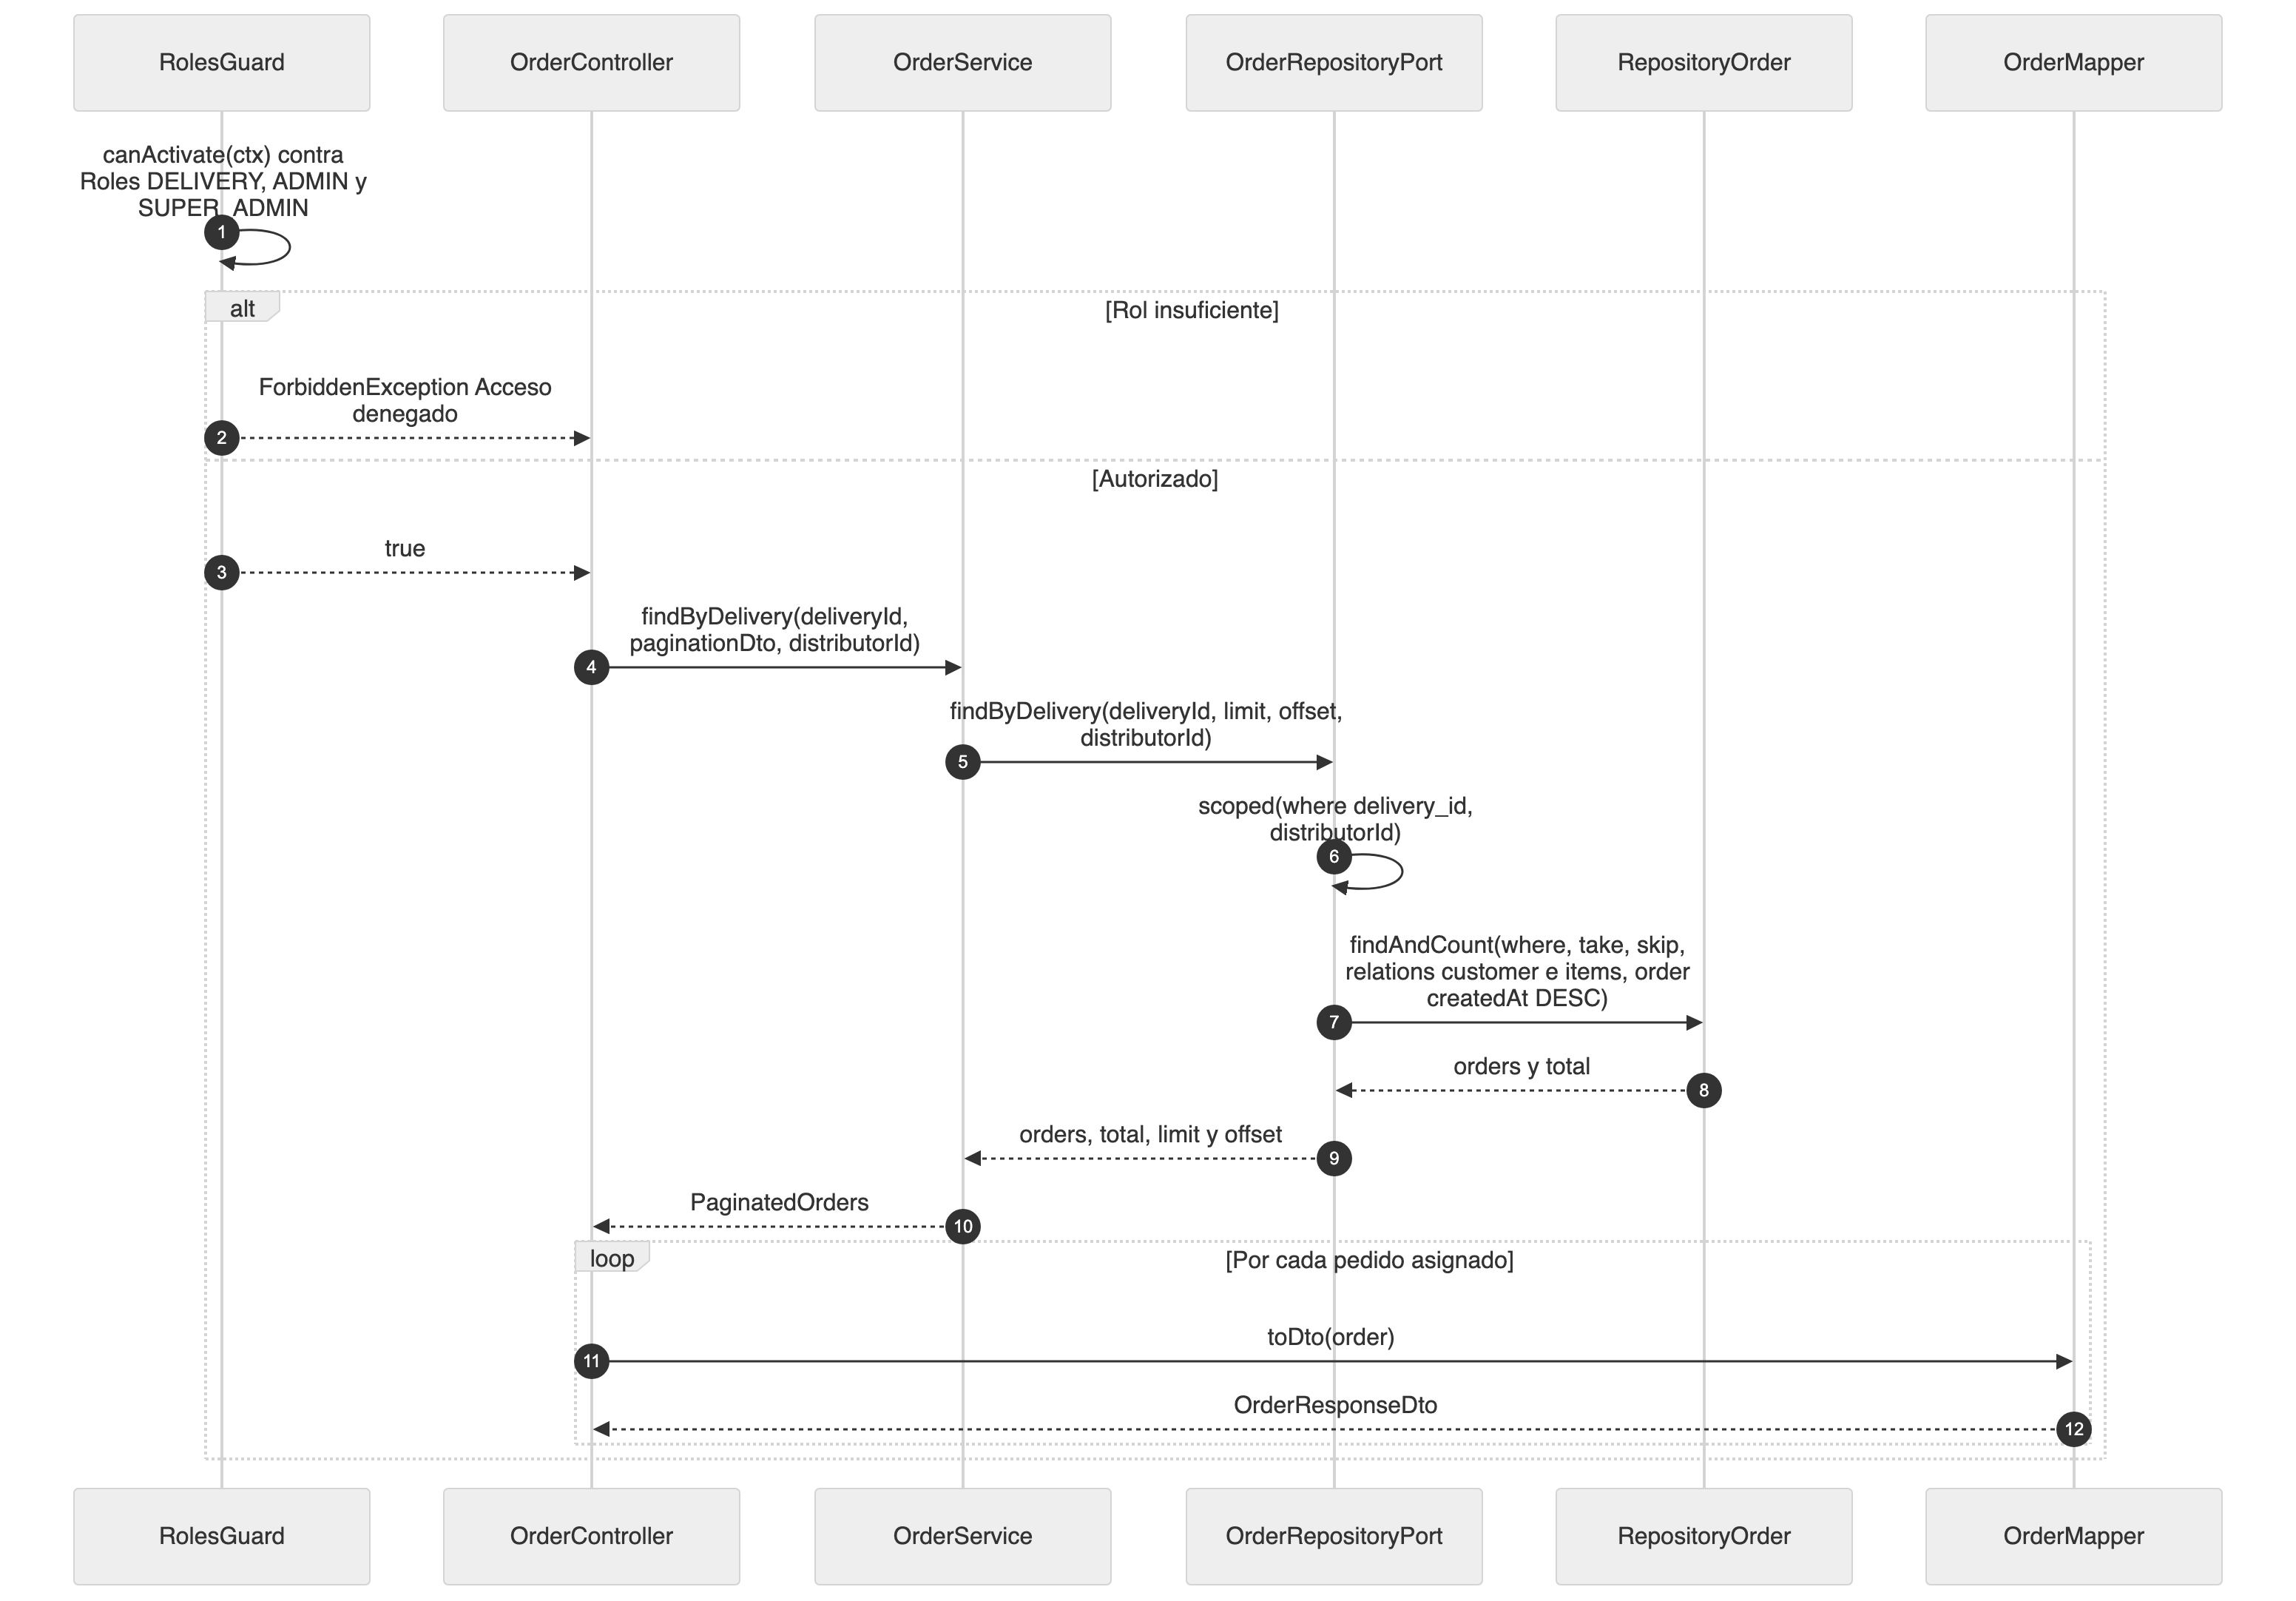 RolesGuard
OrderController
OrderService
OrderRepositoryPort
RepositoryOrder
OrderMapper
canActivate(ctx) contra
Roles DELIVERY, ADMIN y
SUPER_ADMIN
1
alt
[Rol insuficiente]
ForbiddenException Acceso
denegado
2
[Autorizado]
true
3
findByDelivery(deliveryId,
paginationDto, distributorId)
4
findByDelivery(deliveryId, limit, offset,
distributorId)
5
scoped(where delivery_id,
distributorId)
6
findAndCount(where, take, skip,
relations customer e items, order
createdAt DESC)
7
orders y total
8
orders, total, limit y offset
9
PaginatedOrders
10
loop
[Por cada pedido asignado]
toDto(order)
11
OrderResponseDto
12
RolesGuard
OrderController
OrderService
OrderRepositoryPort
RepositoryOrder
OrderMapper